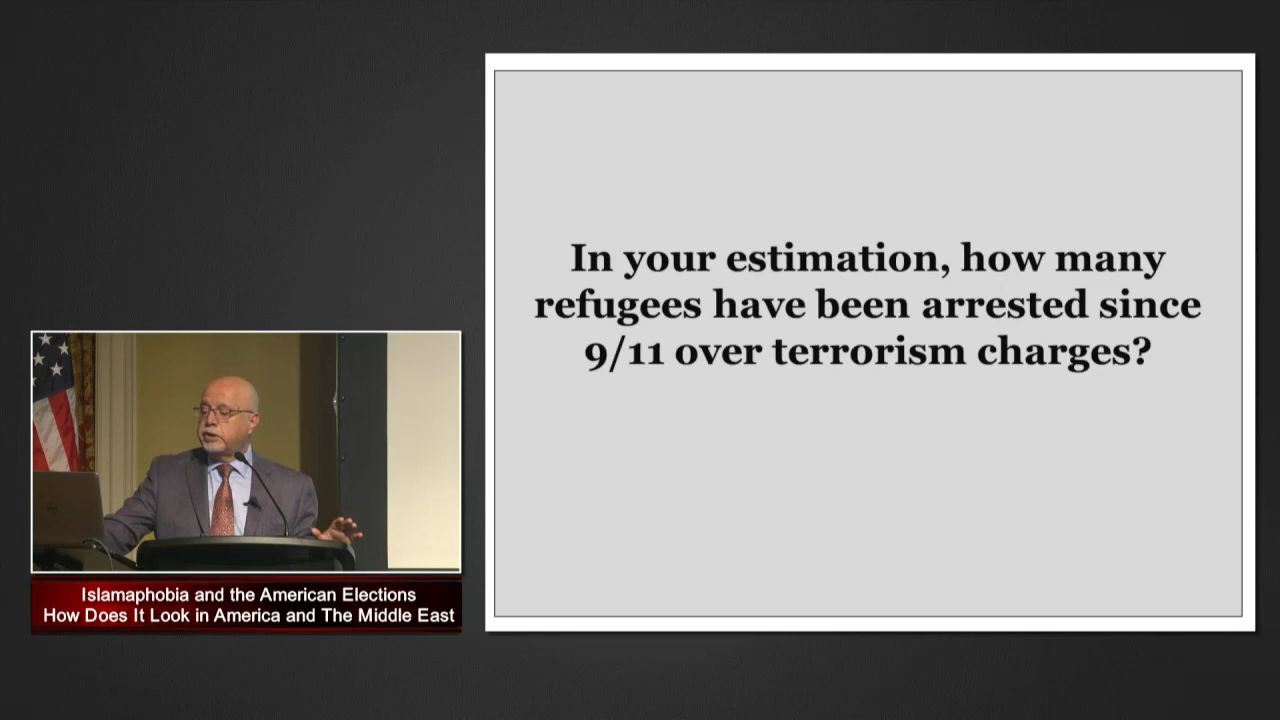 In your estimation, how many
refugees have been arrested since
9/11 over terrorism charges?
Islamaphobia and the American Elections
How Does It Look in America and The Middle East